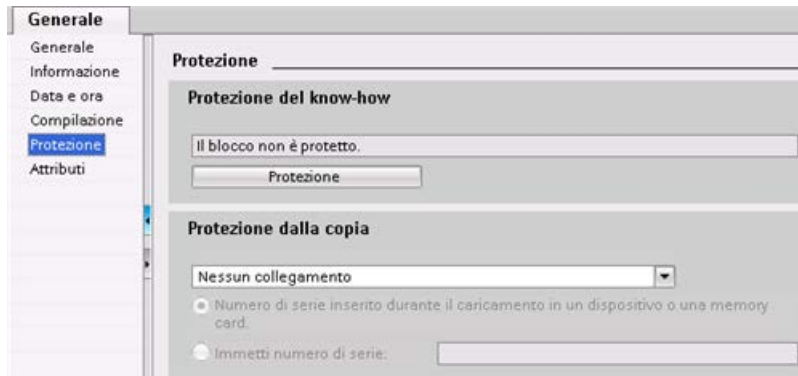 Generale
Generale
Informazione
Data e ora
Compilazione
Protezione
Attributi
Protezione
Protezione del know-how
Il blocco non è protetto.
Protezione
Protezione dalla copia
Nessun collegamento
Numero di serie inserito durante il caricamento in un dispositivo o una memory
card.
Immetti numero di serie: